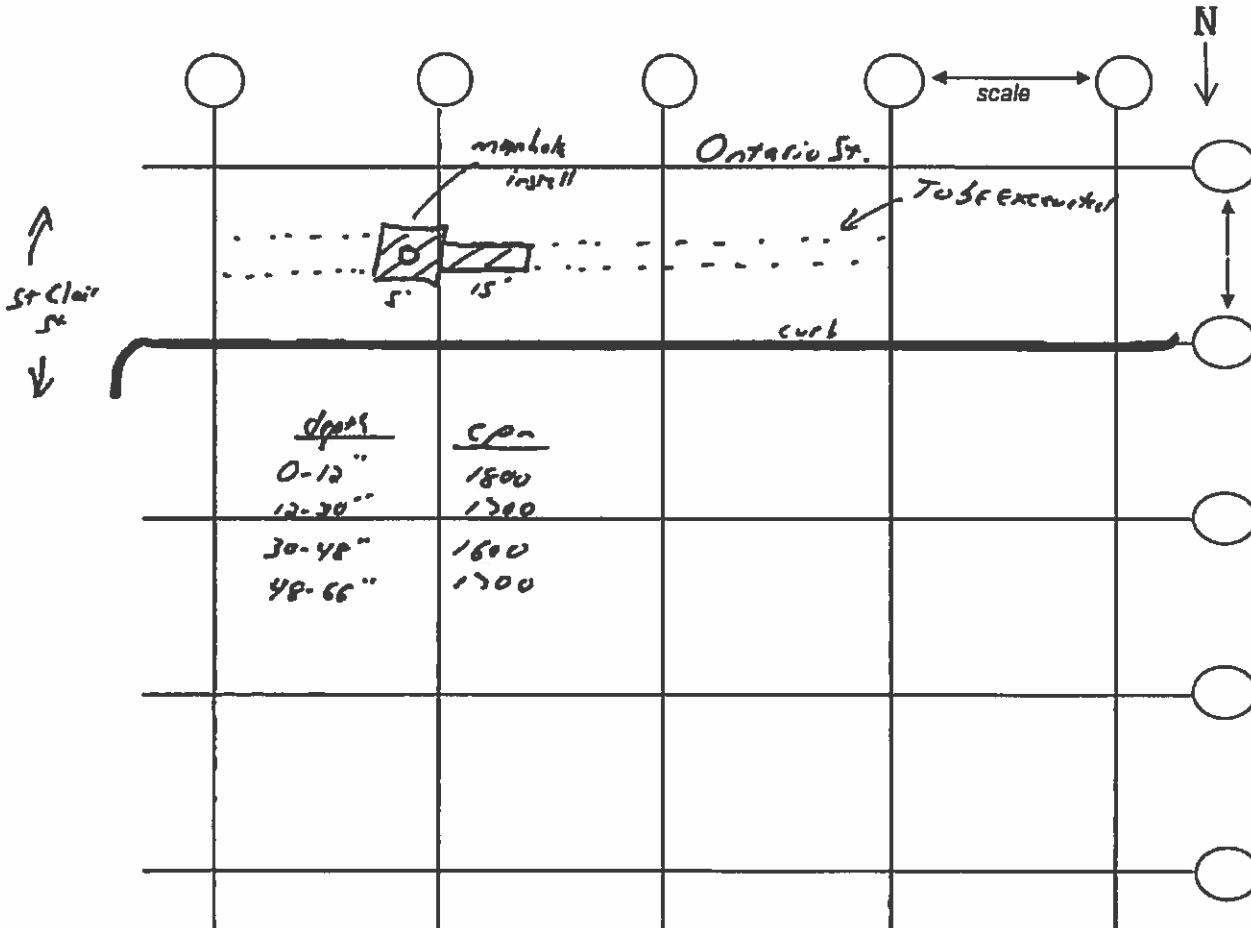 N
scale
manhole
install
Ontario St.
To be Excavated
St Clair
St
5'
15'
curb
depth cpm
0-12" 1800
12-30" 1700
30-48" 1600
48-66" 1700